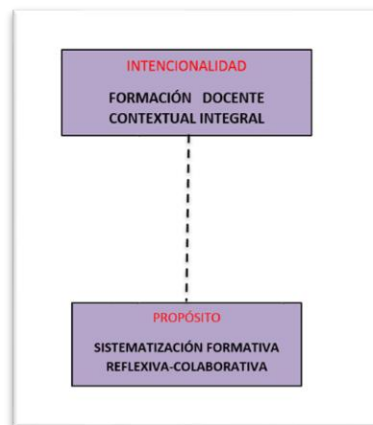 INTENCIONALIDAD
FORMACIÓN DOCENTE
CONTEXTUAL INTEGRAL
PROPÓSITO
SISTEMATIZACIÓN FORMATIVA
REFLEXIVA-COLABORATIVA